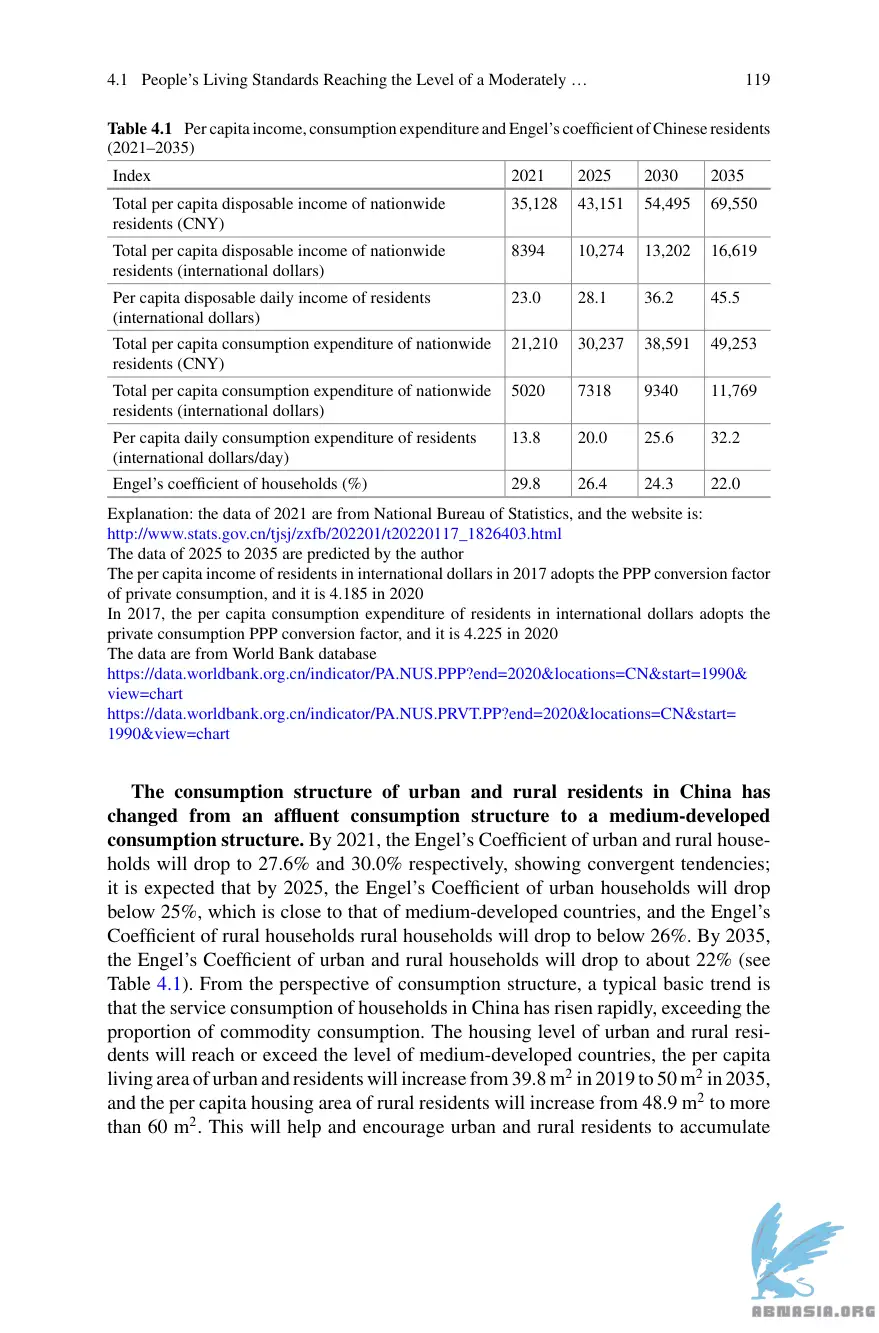 4.1 People’s Living Standards Reaching the Level of a Moderately … 119
Table 4.1 Per capita income, consumption expenditure and Engel’s coefficient of Chinese residents
(2021–2035)
Index 2021 2025 2030 2035
Total per capita disposable income of nationwide 35,128 43,151 54,495 69,550
residents (CNY)
Total per capita disposable income of nationwide 8394 10,274 13,202 16,619
residents (international dollars)
Per capita disposable daily income of residents 23.0 28.1 36.2 45.5
(international dollars)
Total per capita consumption expenditure of nationwide 21,210 30,237 38,591 49,253
residents (CNY)
Total per capita consumption expenditure of nationwide 5020 7318 9340 11,769
residents (international dollars)
Per capita daily consumption expenditure of residents 13.8 20.0 25.6 32.2
(international dollars/day)
Engel’s coefficient of households (%) 29.8 26.4 24.3 22.0
Explanation: the data of 2021 are from National Bureau of Statistics, and the website is:
http://www.stats.gov.cn/tjsj/zxfb/202201/t20220117_1826403.html
The data of 2025 to 2035 are predicted by the author
The per capita income of residents in international dollars in 2017 adopts the PPP conversion factor
of private consumption, and it is 4.185 in 2020
In 2017, the per capita consumption expenditure of residents in international dollars adopts the
private consumption PPP conversion factor, and it is 4.225 in 2020
The data are from World Bank database
https://data.worldbank.org.cn/indicator/PA.NUS.PPP?end=2020&locations=CN&start=1990&
view=chart
https://data.worldbank.org.cn/indicator/PA.NUS.PRVT.PP?end=2020&locations=CN&start=
1990&view=chart
The consumption structure of urban and rural residents in China has
changed from an affluent consumption structure to a medium-developed
consumption structure. By 2021, the Engel’s Coefficient of urban and rural house-
holds will drop to 27.6% and 30.0% respectively, showing convergent tendencies;
it is expected that by 2025, the Engel’s Coefficient of urban households will drop
below 25%, which is close to that of medium-developed countries, and the Engel’s
Coefficient of rural households rural households will drop to below 26%. By 2035,
the Engel’s Coefficient of urban and rural households will drop to about 22% (see
Table 4.1). From the perspective of consumption structure, a typical basic trend is
that the service consumption of households in China has risen rapidly, exceeding the
proportion of commodity consumption. The housing level of urban and rural resi-
dents will reach or exceed the level of medium-developed countries, the per capita
living area of urban and residents will increase from 39.8 m² in 2019 to 50 m² in 2035,
and the per capita housing area of rural residents will increase from 48.9 m² to more
than 60 m². This will help and encourage urban and rural residents to accumulate
ABMASIA.ORG